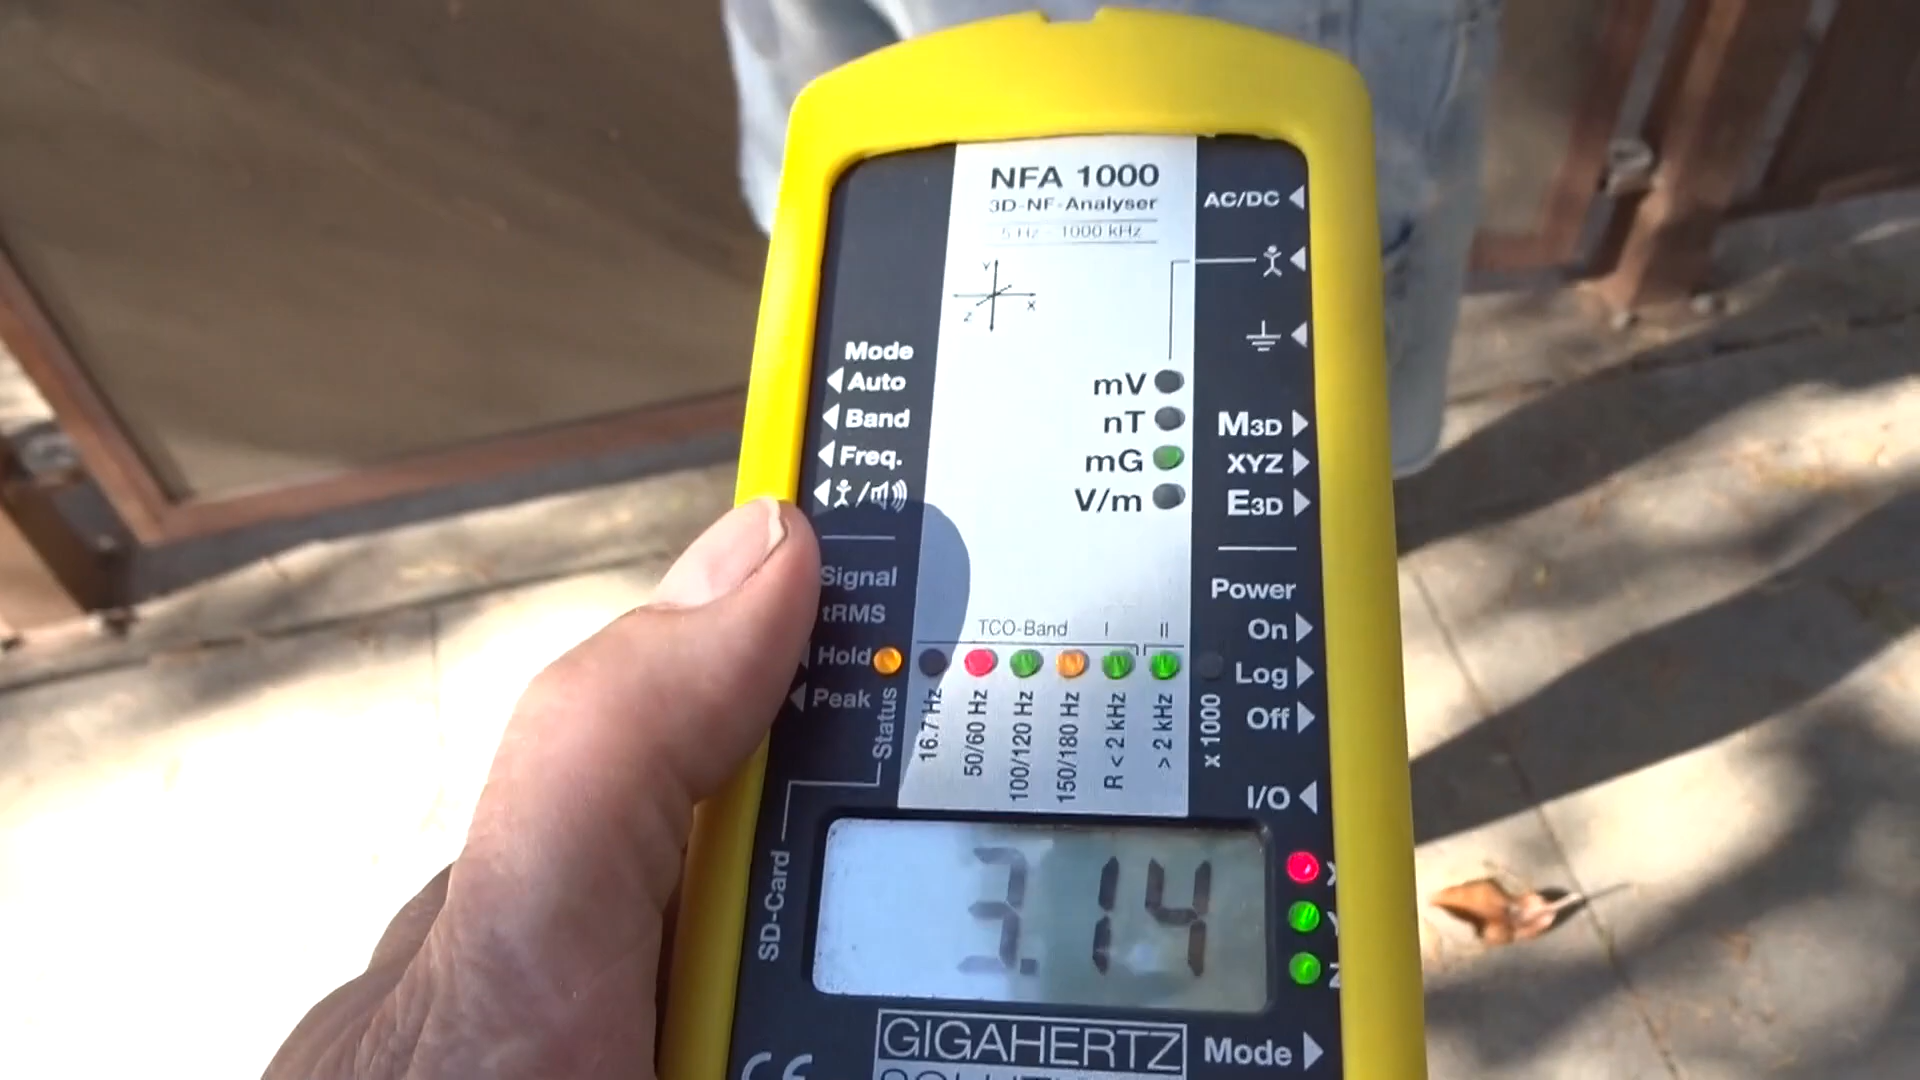 NFA 1000
3D-NF-Analyser
5 Hz - 1000 kHz
Y
X
Z
AC/DC
Mode
Auto
Band
Freq.
mV
nT
mG
V/m
M3D
XYZ
E3D
Signal
tRMS
Hold
Peak
Status
SD-Card
TCO-Band I II
16.7 Hz
50/60 Hz
100/120 Hz
150/180 Hz
R < 2 kHz
> 2 kHz
x 1000
Power
On
Log
Off
I/O
3.14
X
Y
Z
Mode
GIGAHERTZ
SOLUTIONS
CE